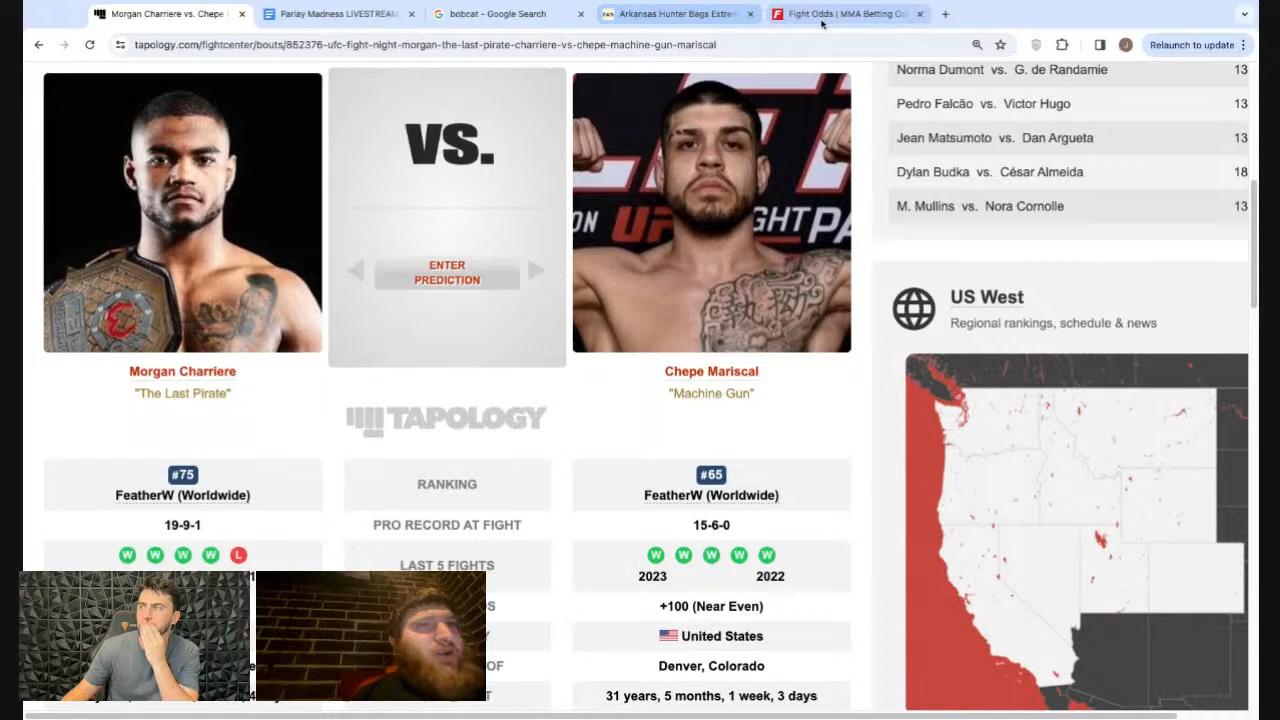 Morgan Charriere vs. Chepe
Parlay Madness LIVESTREAM
bobcat - Google Search
Arkansas Hunter Bags Extrem
Fight Odds | MMA Betting Od
tapology.com/fightcenter/bouts/852376-ufc-fight-night-morgan-the-last-pirate-charriere-vs-chepe-machine-gun-mariscal
Relaunch to update
Norma Dumont vs. G. de Randamie 13
Pedro Falcão vs. Victor Hugo 13
Jean Matsumoto vs. Dan Argueta 13
Dylan Budka vs. César Almeida 18
M. Mullins vs. Nora Cornolle 13
VS.
ENTER
PREDICTION
US West
Regional rankings, schedule & news
Morgan Charriere
"The Last Pirate"
Chepe Mariscal
"Machine Gun"
TAPOLOGY
#75
FeatherW (Worldwide)
RANKING
#65
FeatherW (Worldwide)
19-9-1
PRO RECORD AT FIGHT
15-6-0
W W W W L
LAST 5 FIGHTS
W W W W W
2023 2022
+100 (Near Even)
United States
OF
Denver, Colorado
31 years, 5 months, 1 week, 3 days